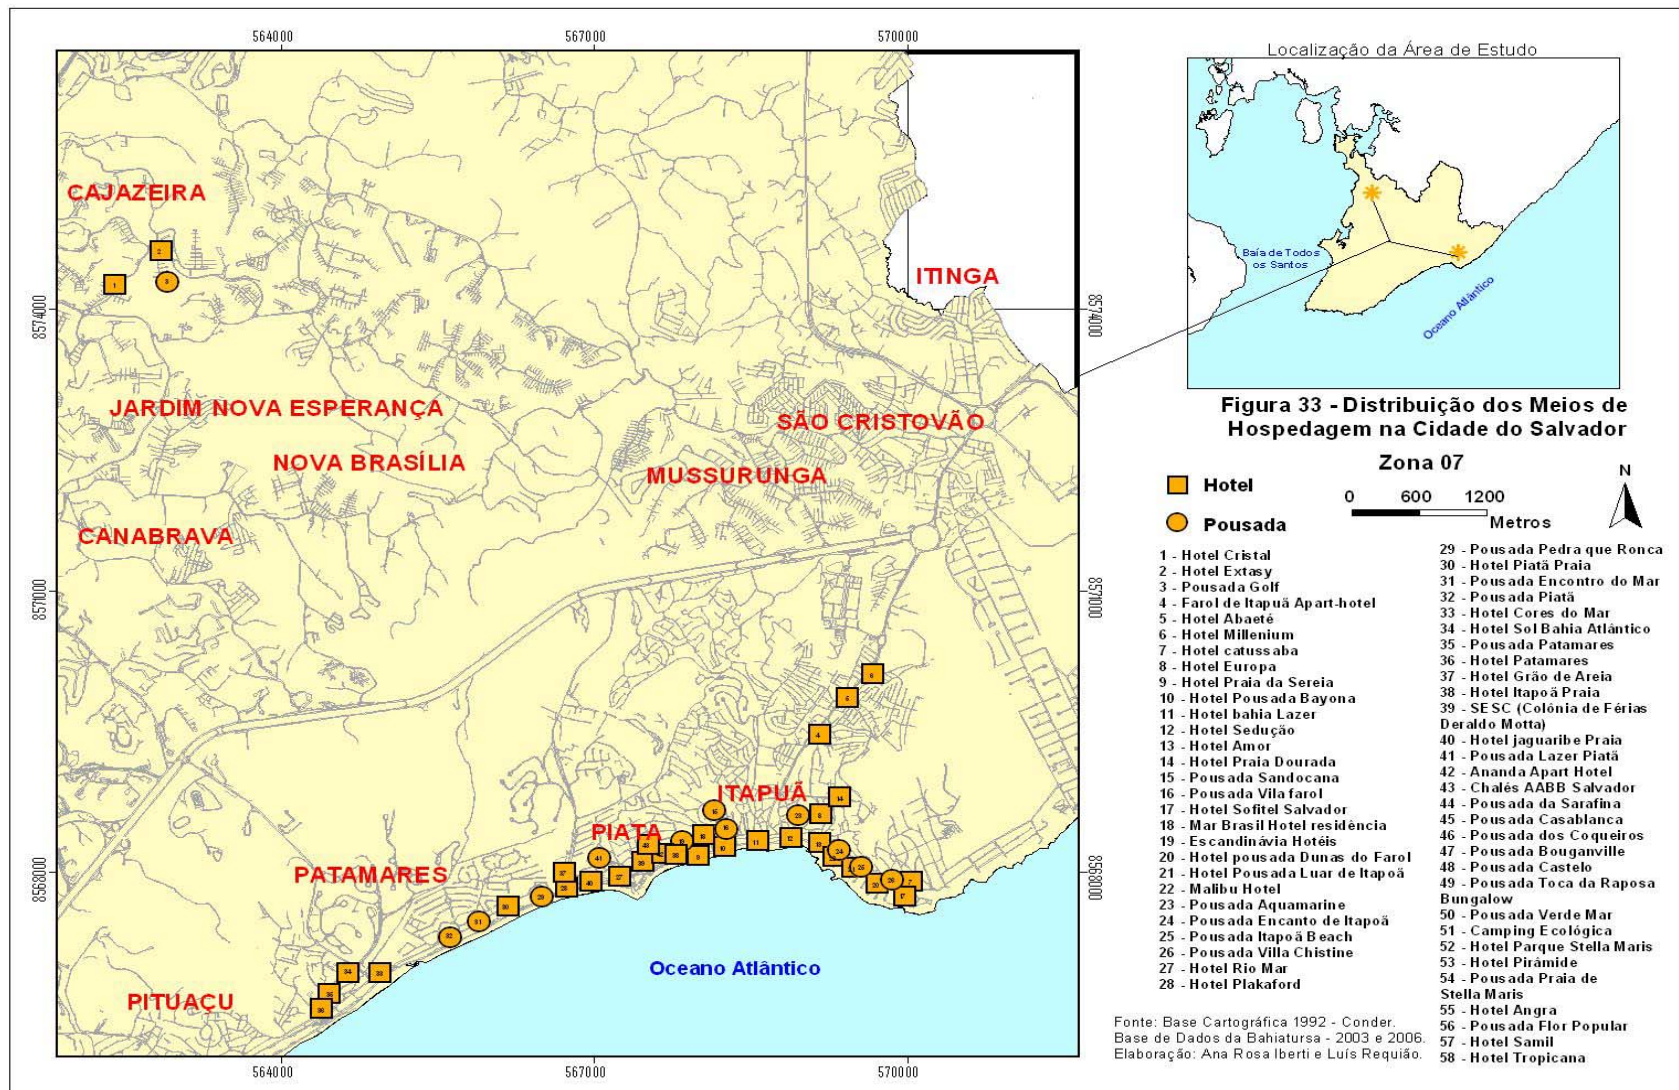 564000
567000
570000
CAJAZEIRA
2
1
3
ITINGA
8574000
8574000
JARDIM NOVA ESPERANÇA
SÃO CRISTOVÃO
NOVA BRASÍLIA
MUSSURUNGA
CANABRAVA
8571000
8571000
6
5
4
14
ITAPUÃ
PIATA
PATAMARES
8568000
8568000
Oceano Atlântico
PITUAÇU
564000
567000
570000
Localização da Área de Estudo
Baía de Todos
os Santos
Oceano Atlântico
Figura 33 - Distribuição dos Meios de
Hospedagem na Cidade do Salvador
Zona 07
N
0 600 1200
Metros
Hotel
Pousada
1 - Hotel Cristal
2 - Hotel Extasy
3 - Pousada Golf
4 - Farol de Itapuã Apart-hotel
5 - Hotel Abaeté
6 - Hotel Millenium
7 - Hotel catussaba
8 - Hotel Europa
9 - Hotel Praia da Sereia
10 - Hotel Pousada Bayona
11 - Hotel bahia Lazer
12 - Hotel Sedução
13 - Hotel Amor
14 - Hotel Praia Dourada
15 - Pousada Sandocana
16 - Pousada Vila farol
17 - Hotel Sofitel Salvador
18 - Mar Brasil Hotel residência
19 - Escandinávia Hotéis
20 - Hotel pousada Dunas do Farol
21 - Hotel Pousada Luar de Itapoã
22 - Malibu Hotel
23 - Pousada Aquamarine
24 - Pousada Encanto de Itapoã
25 - Pousada Itapoã Beach
26 - Pousada Villa Chistine
27 - Hotel Rio Mar
28 - Hotel Plakaford
29 - Pousada Pedra que Ronca
30 - Hotel Piatã Praia
31 - Pousada Encontro do Mar
32 - Pousada Piatã
33 - Hotel Cores do Mar
34 - Hotel Sol Bahia Atlântico
35 - Pousada Patamares
36 - Hotel Patamares
37 - Hotel Grão de Areia
38 - Hotel Itapoã Praia
39 - SESC (Colônia de Férias
Deraldo Motta)
40 - Hotel jaguaribe Praia
41 - Pousada Lazer Piatã
42 - Ananda Apart Hotel
43 - Chalés AABB Salvador
44 - Pousada da Sarafina
45 - Pousada Casablanca
46 - Pousada dos Coqueiros
47 - Pousada Bouganville
48 - Pousada Castelo
49 - Pousada Toca da Raposa
Bungalow
50 - Pousada Verde Mar
51 - Camping Ecológica
52 - Hotel Parque Stella Maris
53 - Hotel Pirámide
54 - Pousada Praia de
Stella Maris
55 - Hotel Angra
56 - Pousada Flor Popular
57 - Hotel Samil
58 - Hotel Tropicana
Fonte: Base Cartográfica 1992 - Conder.
Base de Dados da Bahiatursa - 2003 e 2006.
Elaboração: Ana Rosa Iberti e Luís Requião.